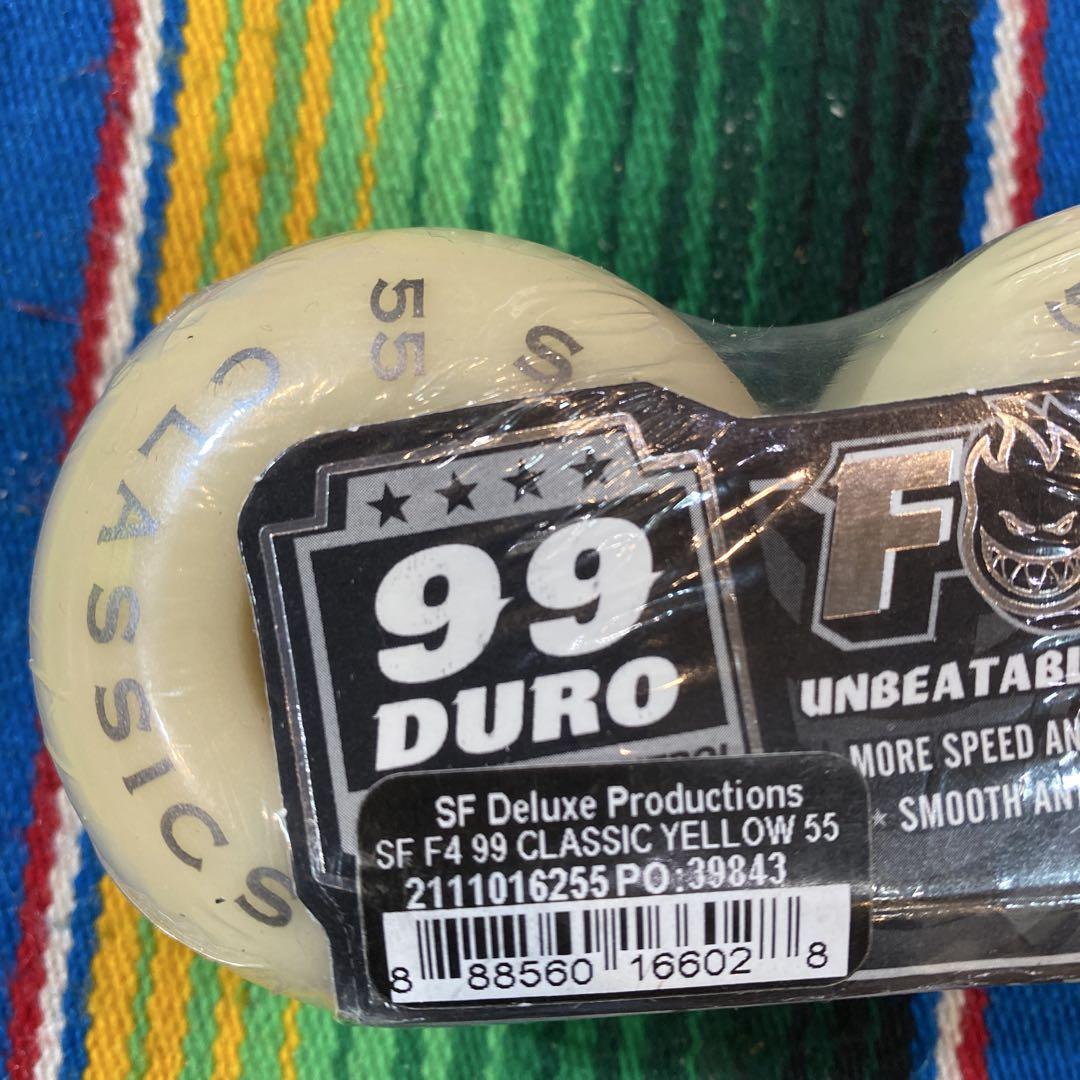 55
S
CLASSICS
99
DURO
F
UNBEATABL
MORE SPEED AN
SMOOTH ANT
SF Deluxe Productions
SF F4 99 CLASSIC YELLOW 55
2111016255 PO:39843
8 88560 16602 8